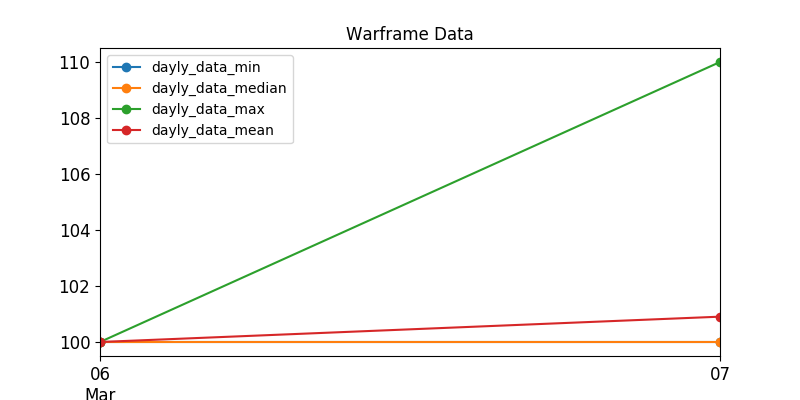 Warframe Data
dayly_data_min
dayly_data_median
dayly_data_max
dayly_data_mean
110
108
106
104
102
100
06
07
Mar